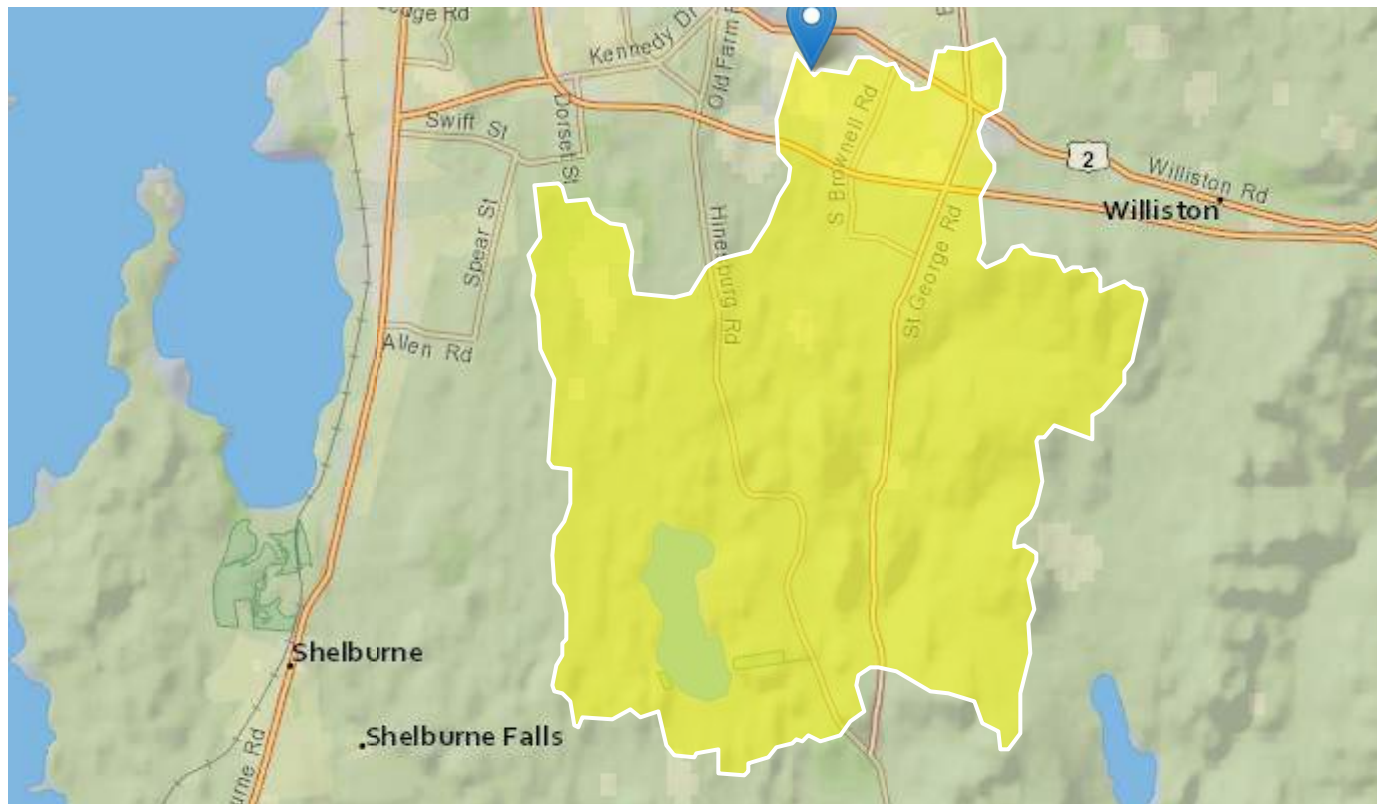 Kennedy Dr
Old Farm
Swift St
Dorset St
S Brownell Rd
2
Williston Rd
Williston
Spear St
Hinesburg Rd
St George Rd
Allen Rd
Shelburne
Shelburne Falls